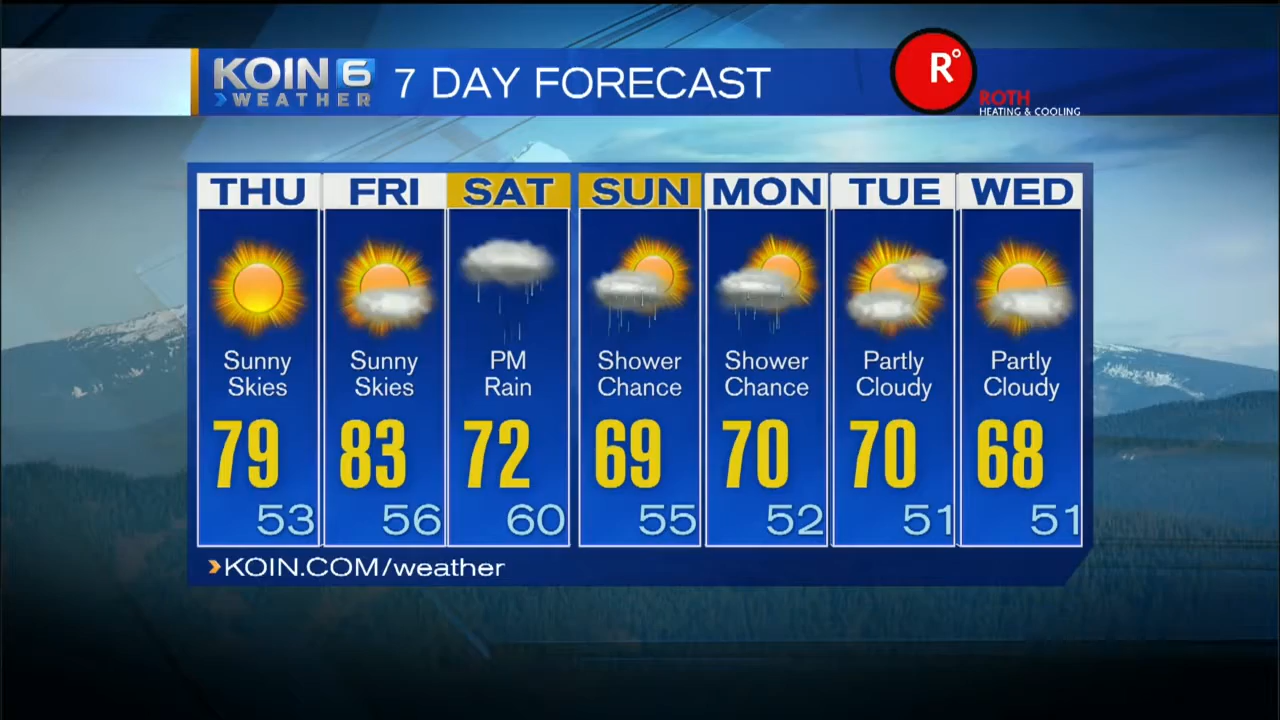 KOIN 6
WEATHER
7 DAY FORECAST
R°
ROTH
HEATING & COOLING
THU FRI SAT SUN MON TUE WED
Sunny Sunny PM Shower Shower Partly Partly
Skies Skies Rain Chance Chance Cloudy Cloudy
79 83 72 69 70 70 68
53 56 60 55 52 51 51
KOIN.COM/weather